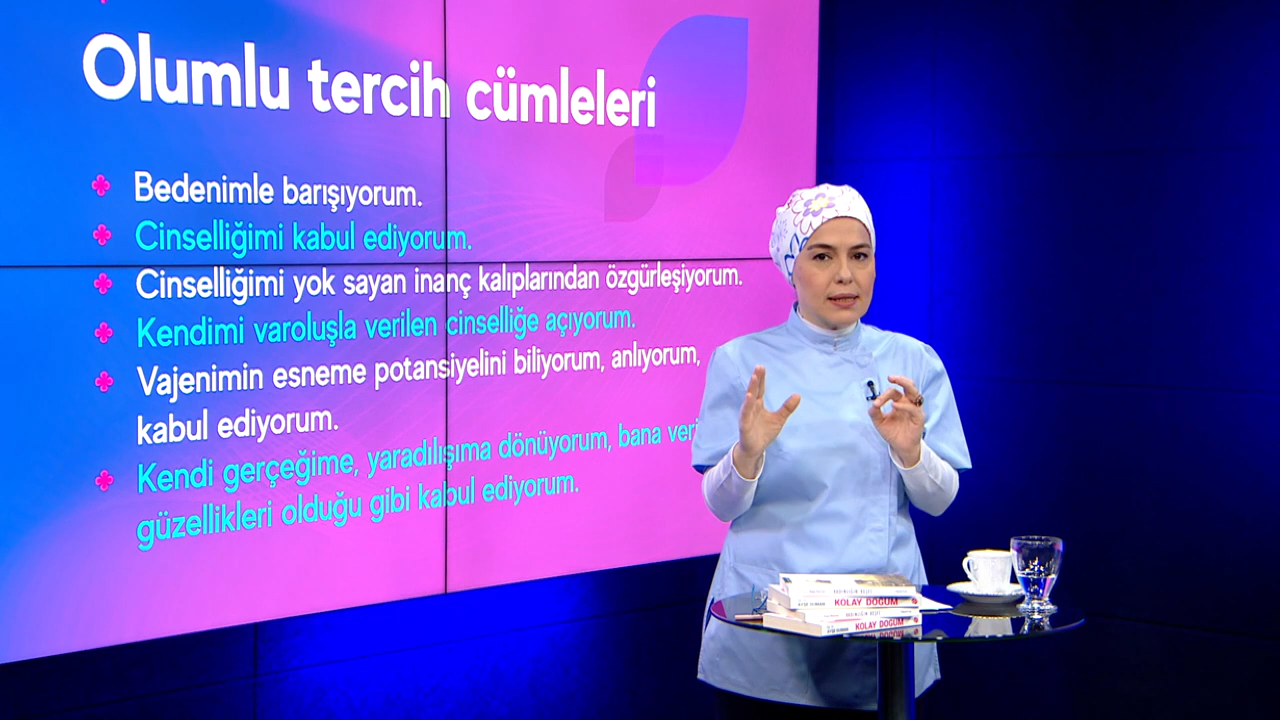 Olumlu tercih cümleleri
Bedenimle barışıyorum.
Cinselliğimi kabul ediyorum.
Cinselliğimi yok sayan inanç kalıplarından özgürleşiyorum.
Kendimi varoluşla verilen cinselliğe açıyorum.
Vajenimin esneme potansiyelini biliyorum, anlıyorum,
kabul ediyorum.
Kendi gerçeğime, yaradılışıma dönüyorum, bana veri
güzellikleri olduğu gibi kabul ediyorum.
KOLAY DOĞUM
KOLAY DOĞUM